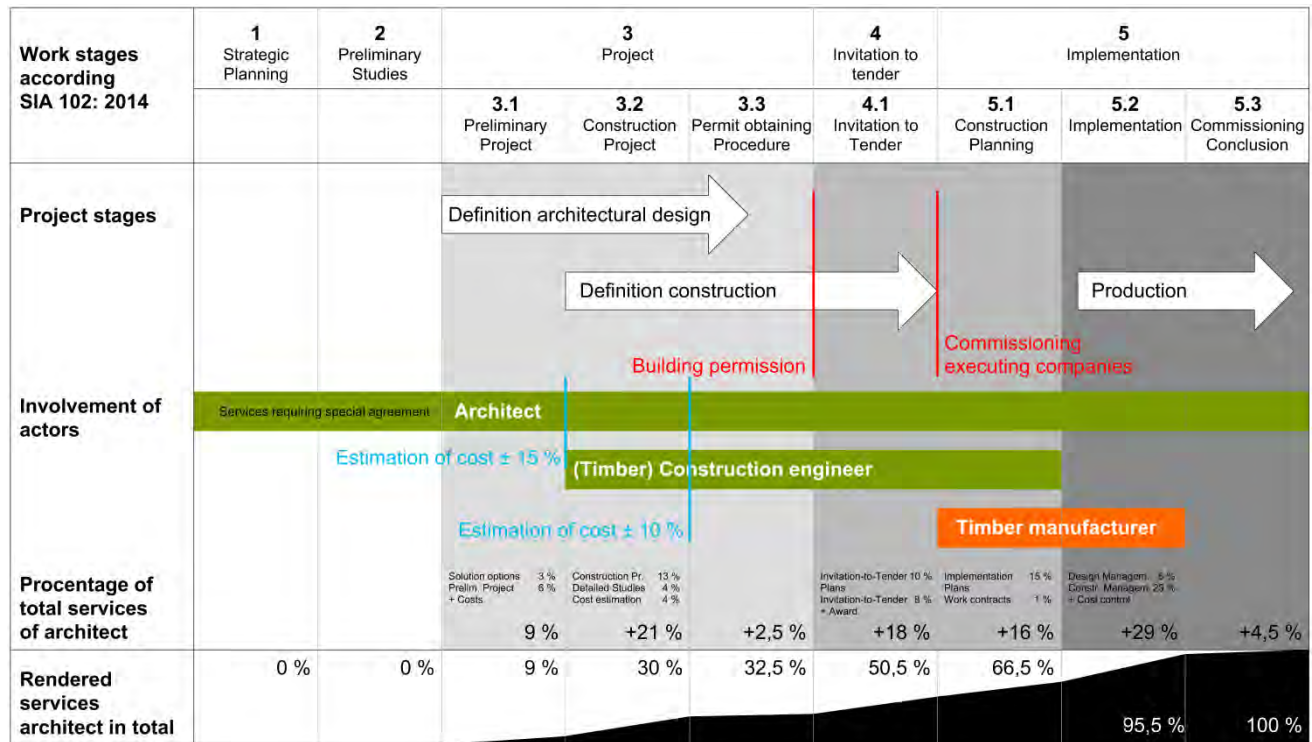 Work stages
according
SIA 102: 2014
1
Strategic
Planning
2
Preliminary
Studies
3
Project
4
Invitation to
tender
5
Implementation
3.1
Preliminary
Project
3.2
Construction
Project
3.3
Permit obtaining
Procedure
4.1
Invitation to
Tender
5.1
Construction
Planning
5.2
Implementation
5.3
Commissioning
Conclusion
Project stages
Definition architectural design
Definition construction
Production
Building permission
Commissioning
executing companies
Involvement of
actors
Services requiring special agreement
Architect
Estimation of cost ± 15 %
(Timber) Construction engineer
Estimation of cost ± 10 %
Timber manufacturer
Procentage of
total services
of architect
Solution options 3 %
Prelim. Project 6 %
+ Costs
9 %
Construction Pr. 13 %
Detailed Studies 4 %
Cost estimation 4 %
+21 %
+2,5 %
Invitation-to-Tender 10 %
Plans
Invitation-to-Tender 8 %
+ Award
+18 %
Implementation 15 %
Plans
Work contracts 1 %
+16 %
Design Managem. 6 %
Constr. Managem. 23 %
+ Cost control
+29 %
+4,5 %
Rendered
services
architect in total
0 %
0 %
9 %
30 %
32,5 %
50,5 %
66,5 %
95,5 %
100 %